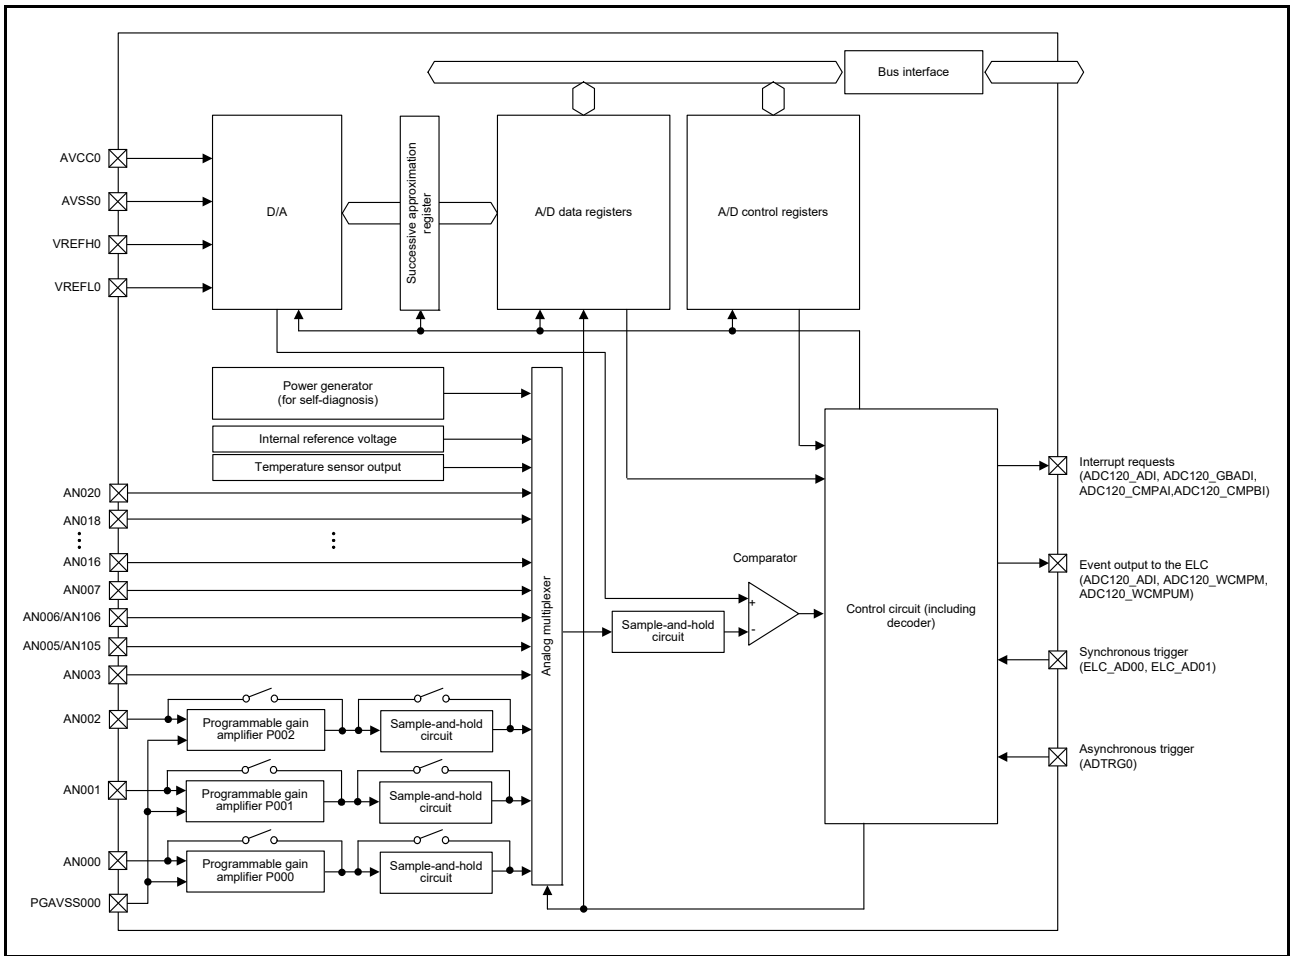 Bus interface
AVCC0
AVSS0
VREFH0
VREFL0
D/A
Successive approximation
register
A/D data registers
A/D control registers
Power generator
(for self-diagnosis)
Internal reference voltage
Temperature sensor output
AN020
AN018
AN016
AN007
AN006/AN106
AN005/AN105
AN003
AN002
AN001
AN000
PGAVSS000
Programmable gain
amplifier P002
Sample-and-hold
circuit
Programmable gain
amplifier P001
Sample-and-hold
circuit
Programmable gain
amplifier P000
Sample-and-hold
circuit
Analog multiplexer
Sample-and-hold
circuit
Comparator
+
-
Control circuit (including
decoder)
Interrupt requests
(ADC120_ADI, ADC120_GBADI,
ADC120_CMPAI,ADC120_CMPBI)
Event output to the ELC
(ADC120_ADI, ADC120_WCMPM,
ADC120_WCMPUM)
Synchronous trigger
(ELC_AD00, ELC_AD01)
Asynchronous trigger
(ADTRG0)